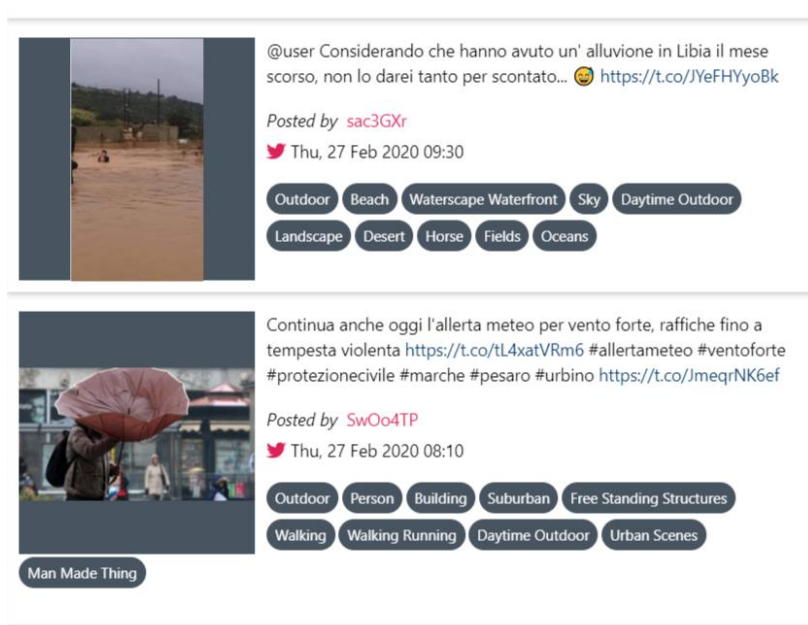 @user Considerando che hanno avuto un' alluvione in Libia il mese
scorso, non lo darei tanto per scontato... 😅 https://t.co/JYeFHYyoBk
Posted by sac3GXr
Thu, 27 Feb 2020 09:30
Outdoor Beach Waterscape Waterfront Sky Daytime Outdoor
Landscape Desert Horse Fields Oceans
Continua anche oggi l'allerta meteo per vento forte, raffiche fino a
tempesta violenta https://t.co/tL4xatVRm6 #allertameteo #ventoforte
#protezionecivile #marche #pesaro #urbino https://t.co/JmeqrNK6ef
Posted by SwOo4TP
Thu, 27 Feb 2020 08:10
Outdoor Person Building Suburban Free Standing Structures
Walking Walking Running Daytime Outdoor Urban Scenes
Man Made Thing